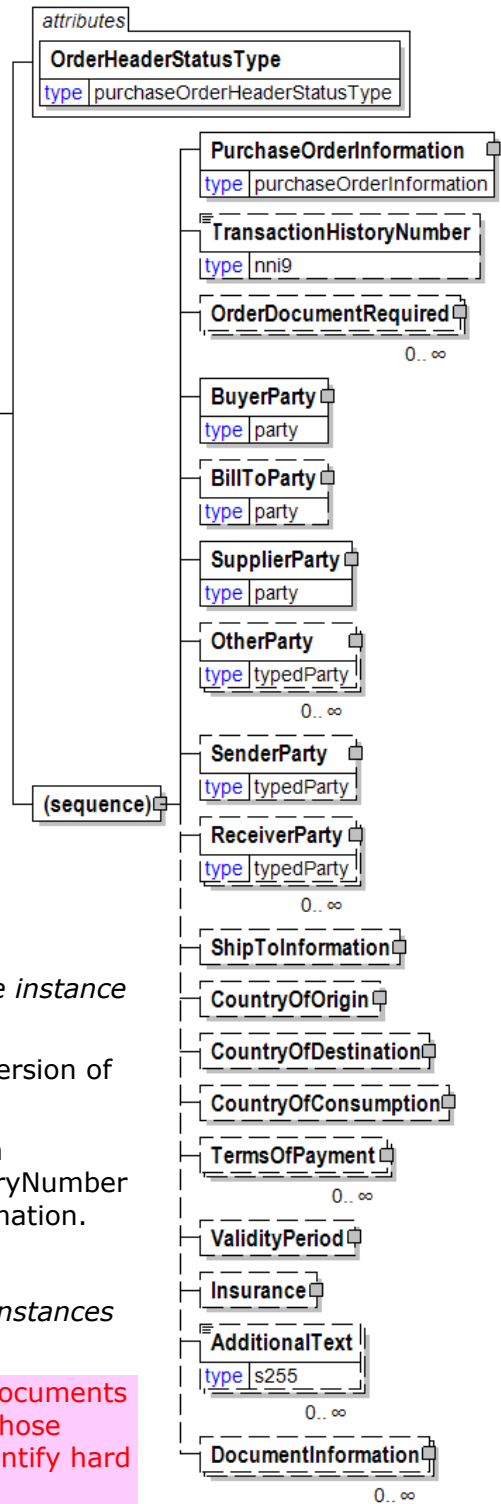 attributes
OrderHeaderStatusType
type purchaseOrderHeaderStatusType
PurchaseOrderInformation
type purchaseOrderInformation
TransactionHistoryNumber
type nni9
OrderDocumentRequired
0.. ∞
BuyerParty
type party
BillToParty
type party
SupplierParty
type party
OtherParty
type typedParty
0.. ∞
SenderParty
type typedParty
(sequence)
ReceiverParty
type typedParty
0.. ∞
ShipToInformation
instance
CountryOfOrigin
ersion of
CountryOfDestination
CountryOfConsumption
ryNumber
TermsOfPayment
nation.
0.. ∞
ValidityPeriod
Insurance
nstances
AdditionalText
type s255
ocuments
0.. ∞
hose
DocumentInformation
ntify hard
0.. ∞